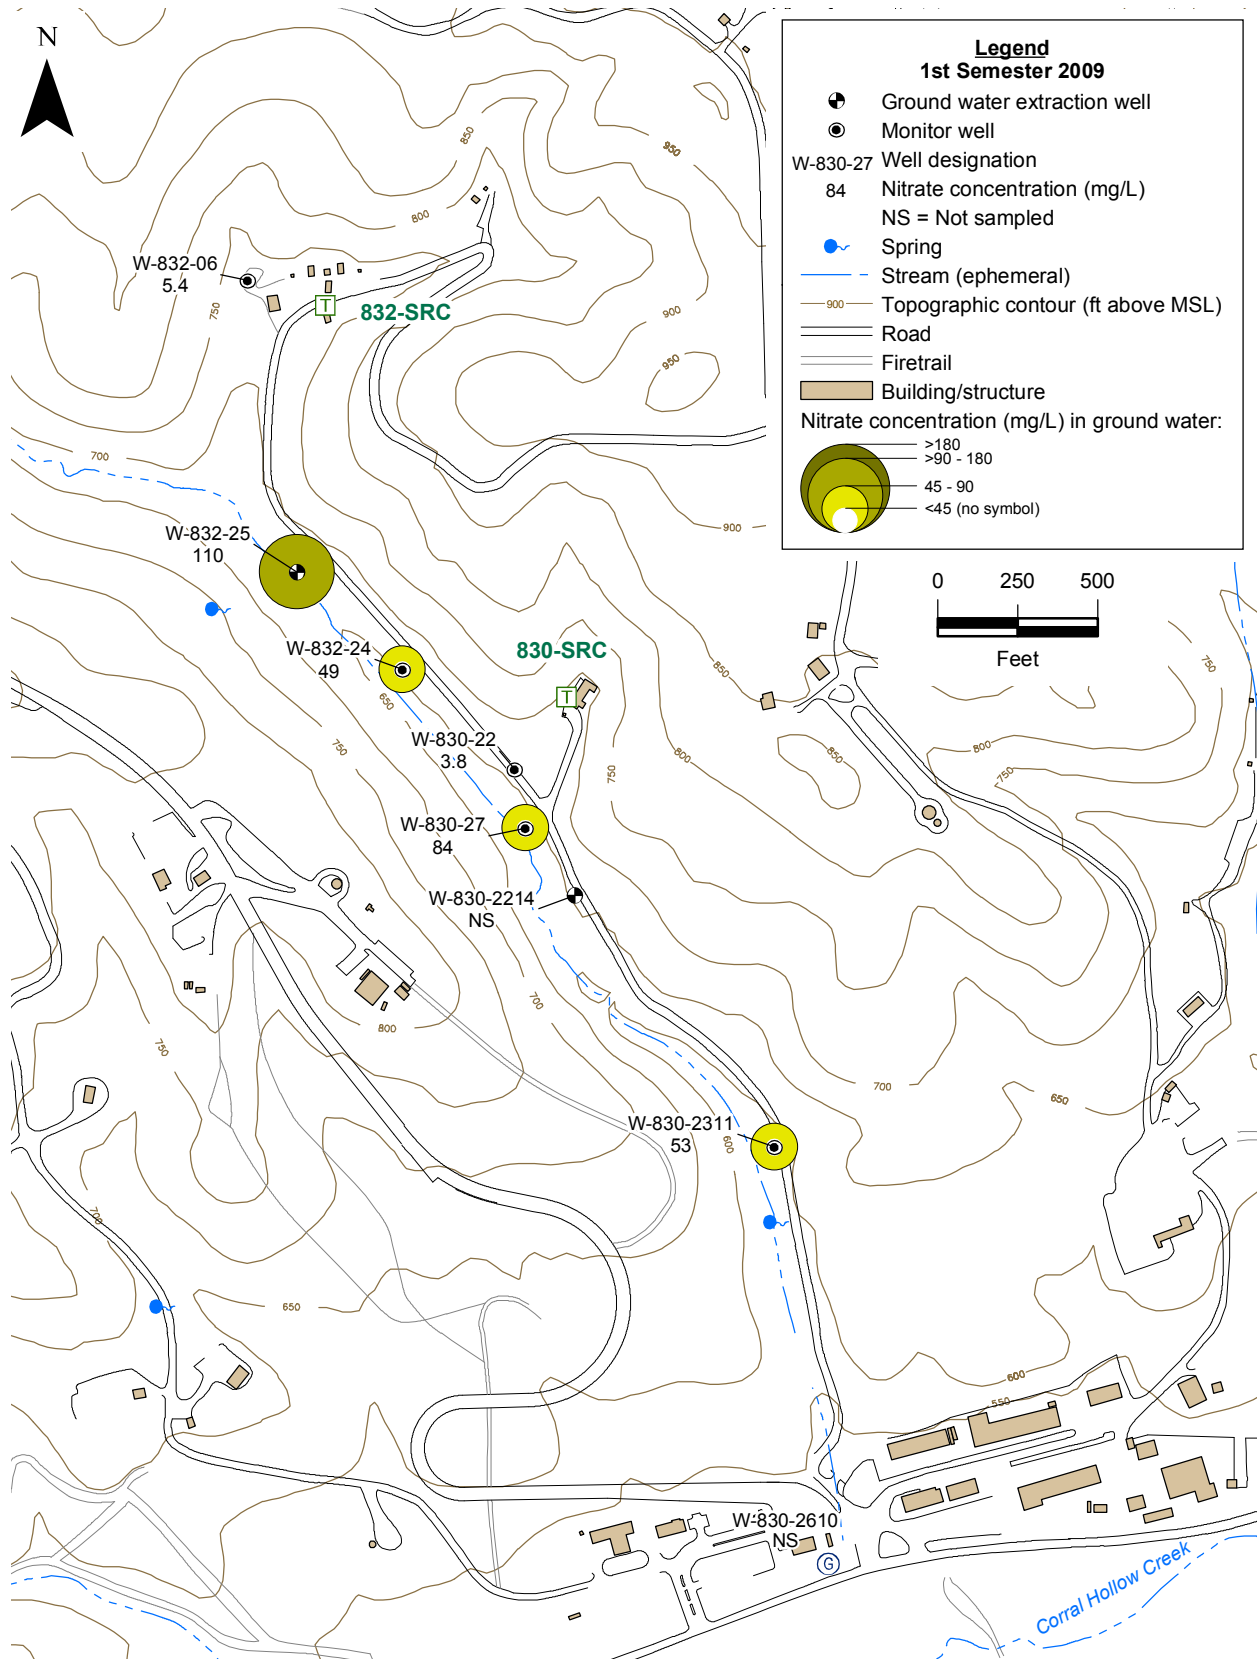 N
Legend
1st Semester 2009
Ground water extraction well
Monitor well
W-830-27 Well designation
84 Nitrate concentration (mg/L)
NS = Not sampled
Spring
Stream (ephemeral)
900 Topographic contour (ft above MSL)
Road
Firetrail
Building/structure
Nitrate concentration (mg/L) in ground water:
>180
>90 - 180
45 - 90
<45 (no symbol)
0 250 500
Feet
850
950
800
W-832-06
5.4
750
T
832-SRC
900
950
700
W-832-25
110
900
W-832-24
49
830-SRC
T
850
750
650
W-830-22
3.8
750
800
750
850
800
750
W-830-27
84
W-830-2214
NS
700
800
750
700
650
W-830-2311
53
600
700
650
600
550
W-830-2610
NS
G
Corral Hollow Creek